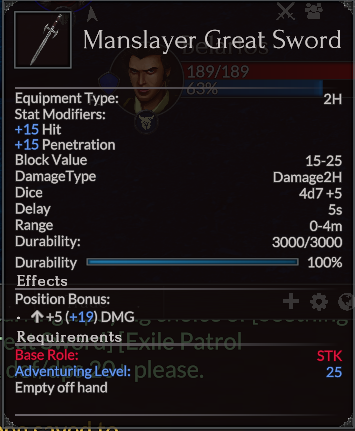 Manslayer Great Sword
189/189
63%
Equipment Type: 2H
Stat Modifiers:
+15 Hit
+15 Penetration
Block Value 15-25
DamageType Damage2H
Dice 4d7 +5
Delay 5s
Range 0-4m
Durability: 3000/3000
Durability 100%
Effects
Position Bonus:
- ↑+5 (+19) DMG
Requirements
Base Role: STK
Adventuring Level: 25
Empty off hand
Sword] [Exile Patrol
please.